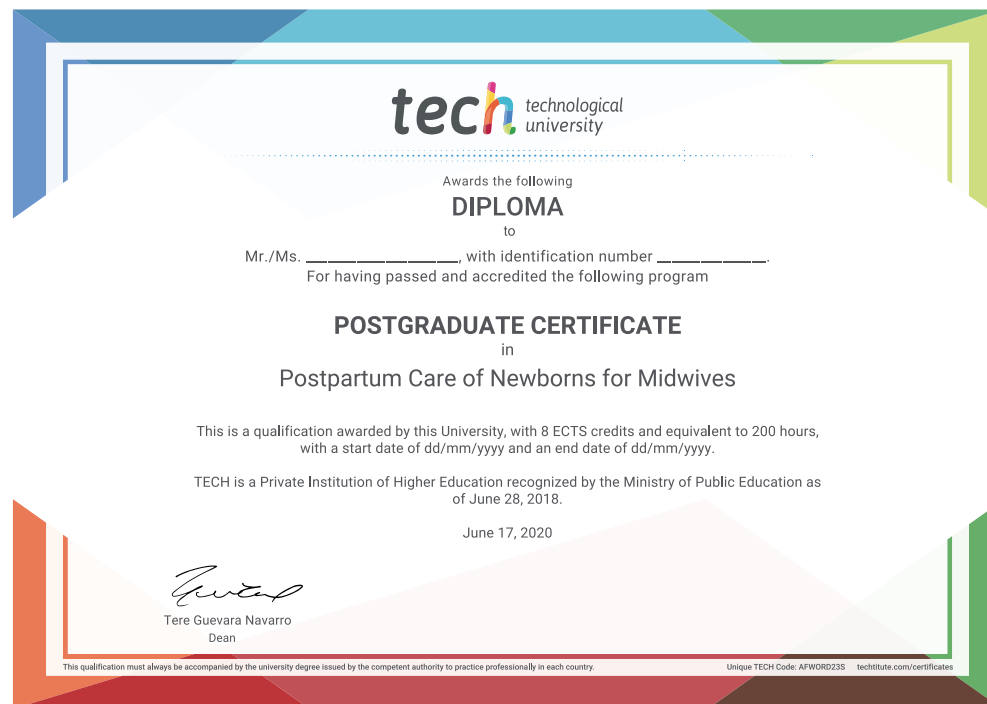 tech technological
university
Awards the following
DIPLOMA
to
Mr./Ms. ____________________, with identification number _______________.
For having passed and accredited the following program
POSTGRADUATE CERTIFICATE
in
Postpartum Care of Newborns for Midwives
This is a qualification awarded by this University, with 8 ECTS credits and equivalent to 200 hours,
with a start date of dd/mm/yyyy and an end date of dd/mm/yyyy.
TECH is a Private Institution of Higher Education recognized by the Ministry of Public Education as
of June 28, 2018.
June 17, 2020
Tere Guevara Navarro
Dean
This qualification must always be accompanied by the university degree issued by the competent authority to practice professionally in each country.
Unique TECH Code: AFWORD23S techtitute.com/certificates